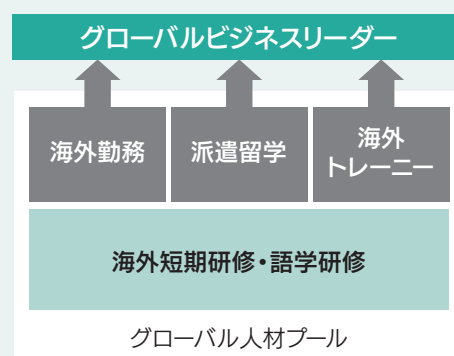 グローバルビジネスリーダー
海外勤務
派遣留学
海外
トレーニー
海外短期研修・語学研修
グローバル人材プール